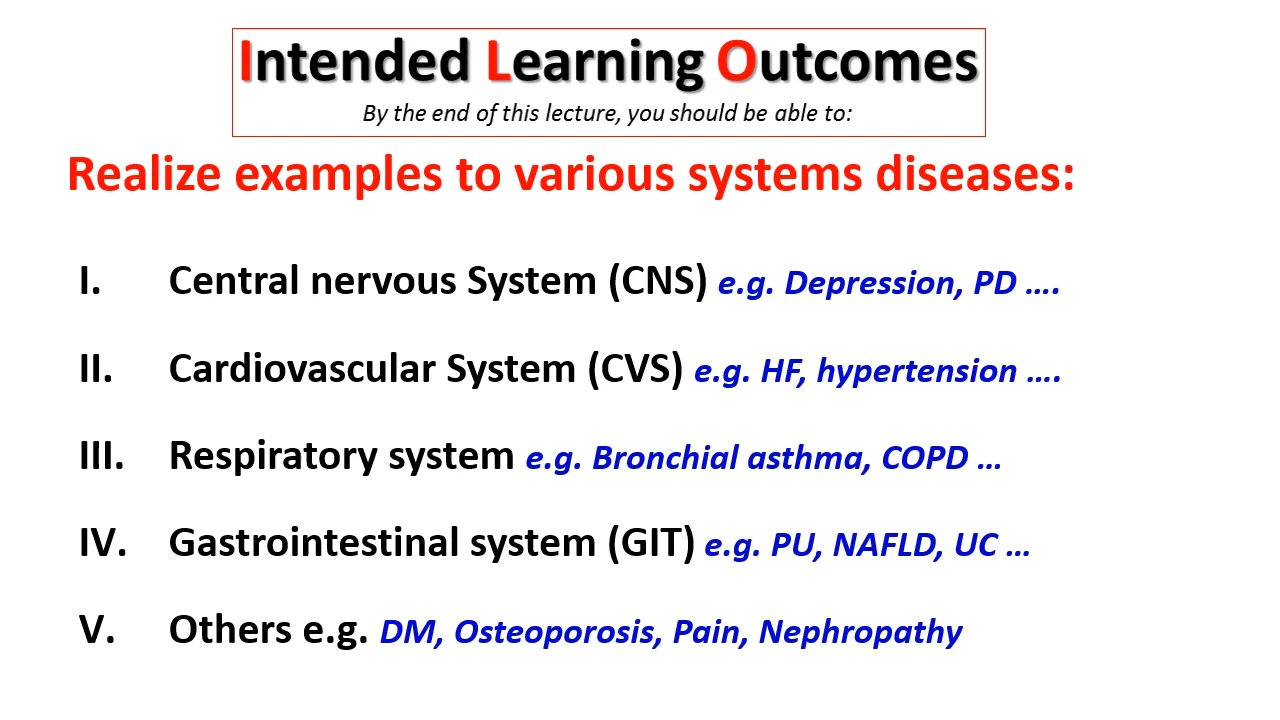 Intended Learning Outcomes
By the end of this lecture, you should be able to:
Realize examples to various systems diseases:
I. Central nervous System (CNS) e.g. Depression, PD ....
II. Cardiovascular System (CVS) e.g. HF, hypertension ....
III. Respiratory system e.g. Bronchial asthma, COPD ...
IV. Gastrointestinal system (GIT) e.g. PU, NAFLD, UC ...
V. Others e.g. DM, Osteoporosis, Pain, Nephropathy